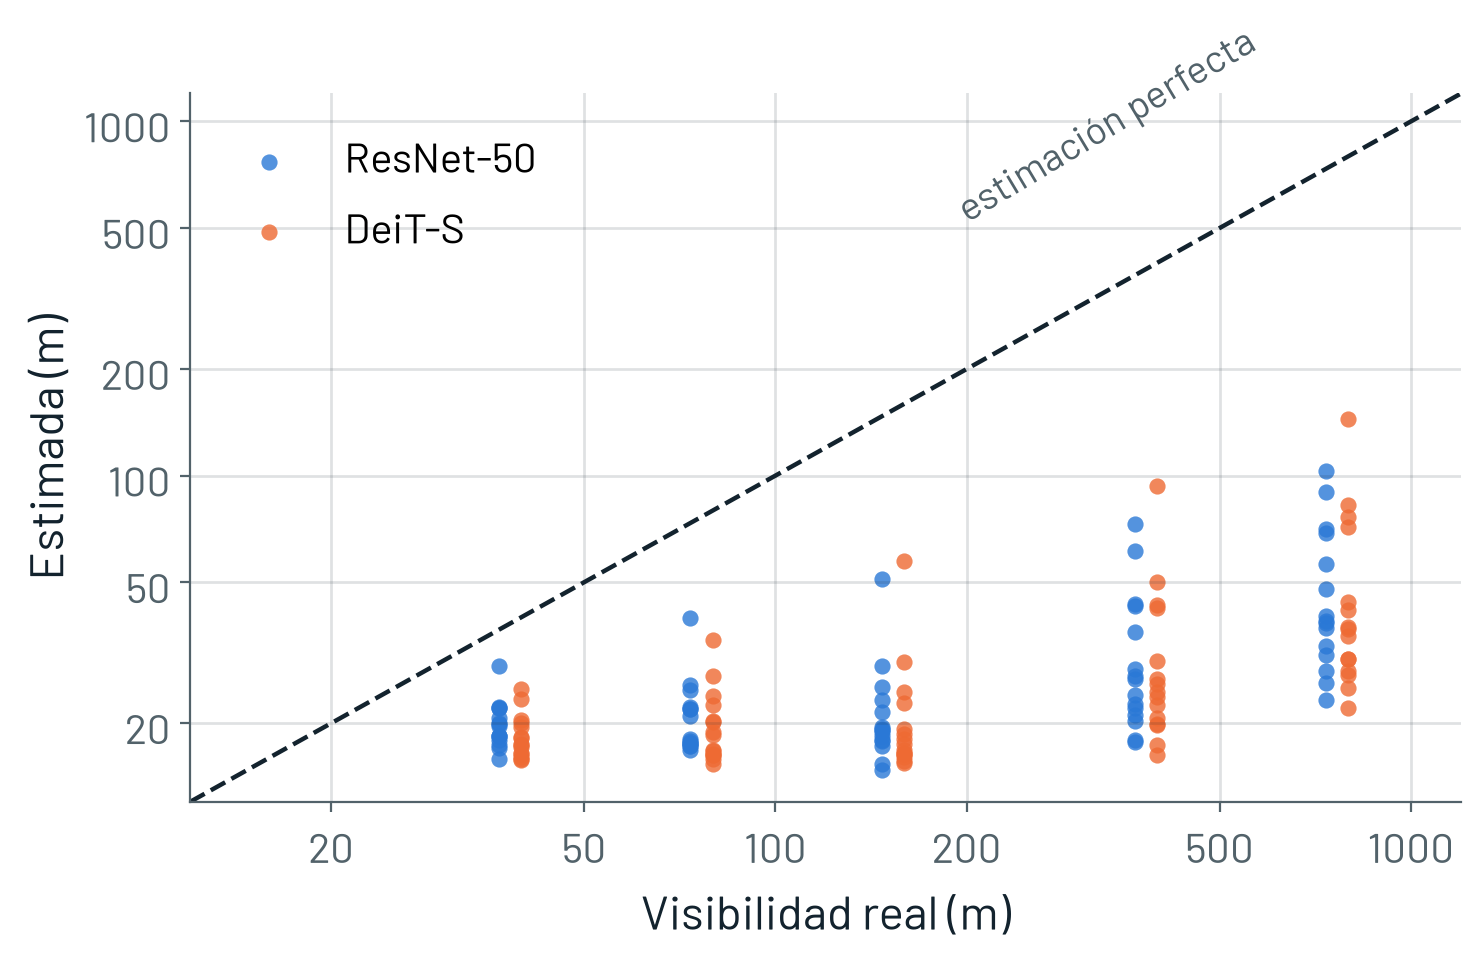 estimación perfecta
1000
500
200
100
50
20
ResNet-50
DeiT-S
Estimada (m)
20 50 100 200 500 1000
Visibilidad real (m)